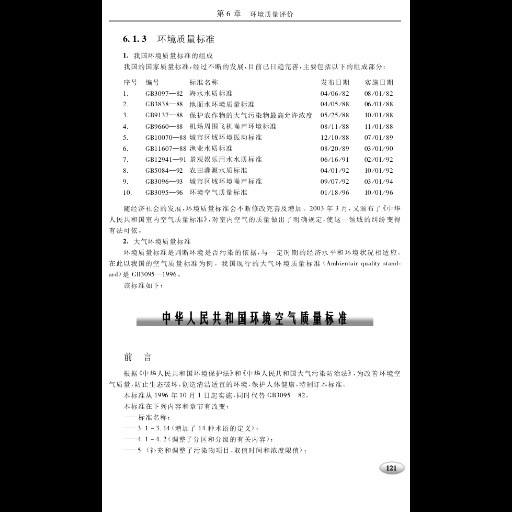 第 6 章 环境质量评价
6.1.3 环境质量标准
1. 我国环境质量标准的组成
我国的国家质量标准,经过不断的发展,目前已日趋完善,主要包括以下的组成部分:
序号 编号 标准名称 发布日期 实施日期
1. GB3097—82 海水水质标准 04/06/82 08/01/82
2. GB3838—88 地面水环境质量标准 04/05/88 06/01/88
3. GB9137—88 保护农作物的大气污染物最高允许浓度 05/25/88 10/01/88
4. GB9660—88 机场周围飞机噪声环境标准 08/11/88 11/01/88
5. GB10070—88 城市区域环境振动标准 12/10/88 07/01/89
6. GB11607—88 渔业水质标准 08/20/89 03/01/90
7. GB12941—91 景观娱乐用水水质标准 06/16/91 02/01/92
8. GB5084—92 农田灌溉水质标准 04/01/92 10/01/92
9. GB3096—93 城市区域环境噪声标准 09/07/92 03/01/94
10. GB3095—96 环境空气质量标准 01/18/96 10/01/96
随着社会的发展,环境质量标准会不断修改完善及增加。2003 年 3 月,又颁布了《中华
人民共和国室内空气质量标准》,对室内空气的质量做出了明确规定,使这一领域的纠纷变得
有法可依。
2. 大气环境质量标准
环境质量标准是判断环境是否污染的依据,与一定时期的经济水平和环境状况相适应。
在此以我国的空气质量标准为例。我国现行的大气环境质量标准(Ambientair quality stand-
ard)是 GB3095—1996。
该标准如下:
中华人民共和国环境空气质量标准
前 言
根据《中华人民共和国环境保护法》和《中华人民共和国大气污染防治法》,为改善环境空
气质量,防止生态破坏,创造清洁适宜的环境,保护人体健康,特制订本标准。
本标准从 1996 年 10 月 1 日起实施,同时代替 GB3095—82。
本标准在下列内容和章节有改变:
——标准名称;
——3.1－3.14(增加了 14 种术语的定义);
——4.1－4.2(调整了分区和分级的有关内容);
——5 (补充和调整了污染物项目、取值时间和浓度限值);
121